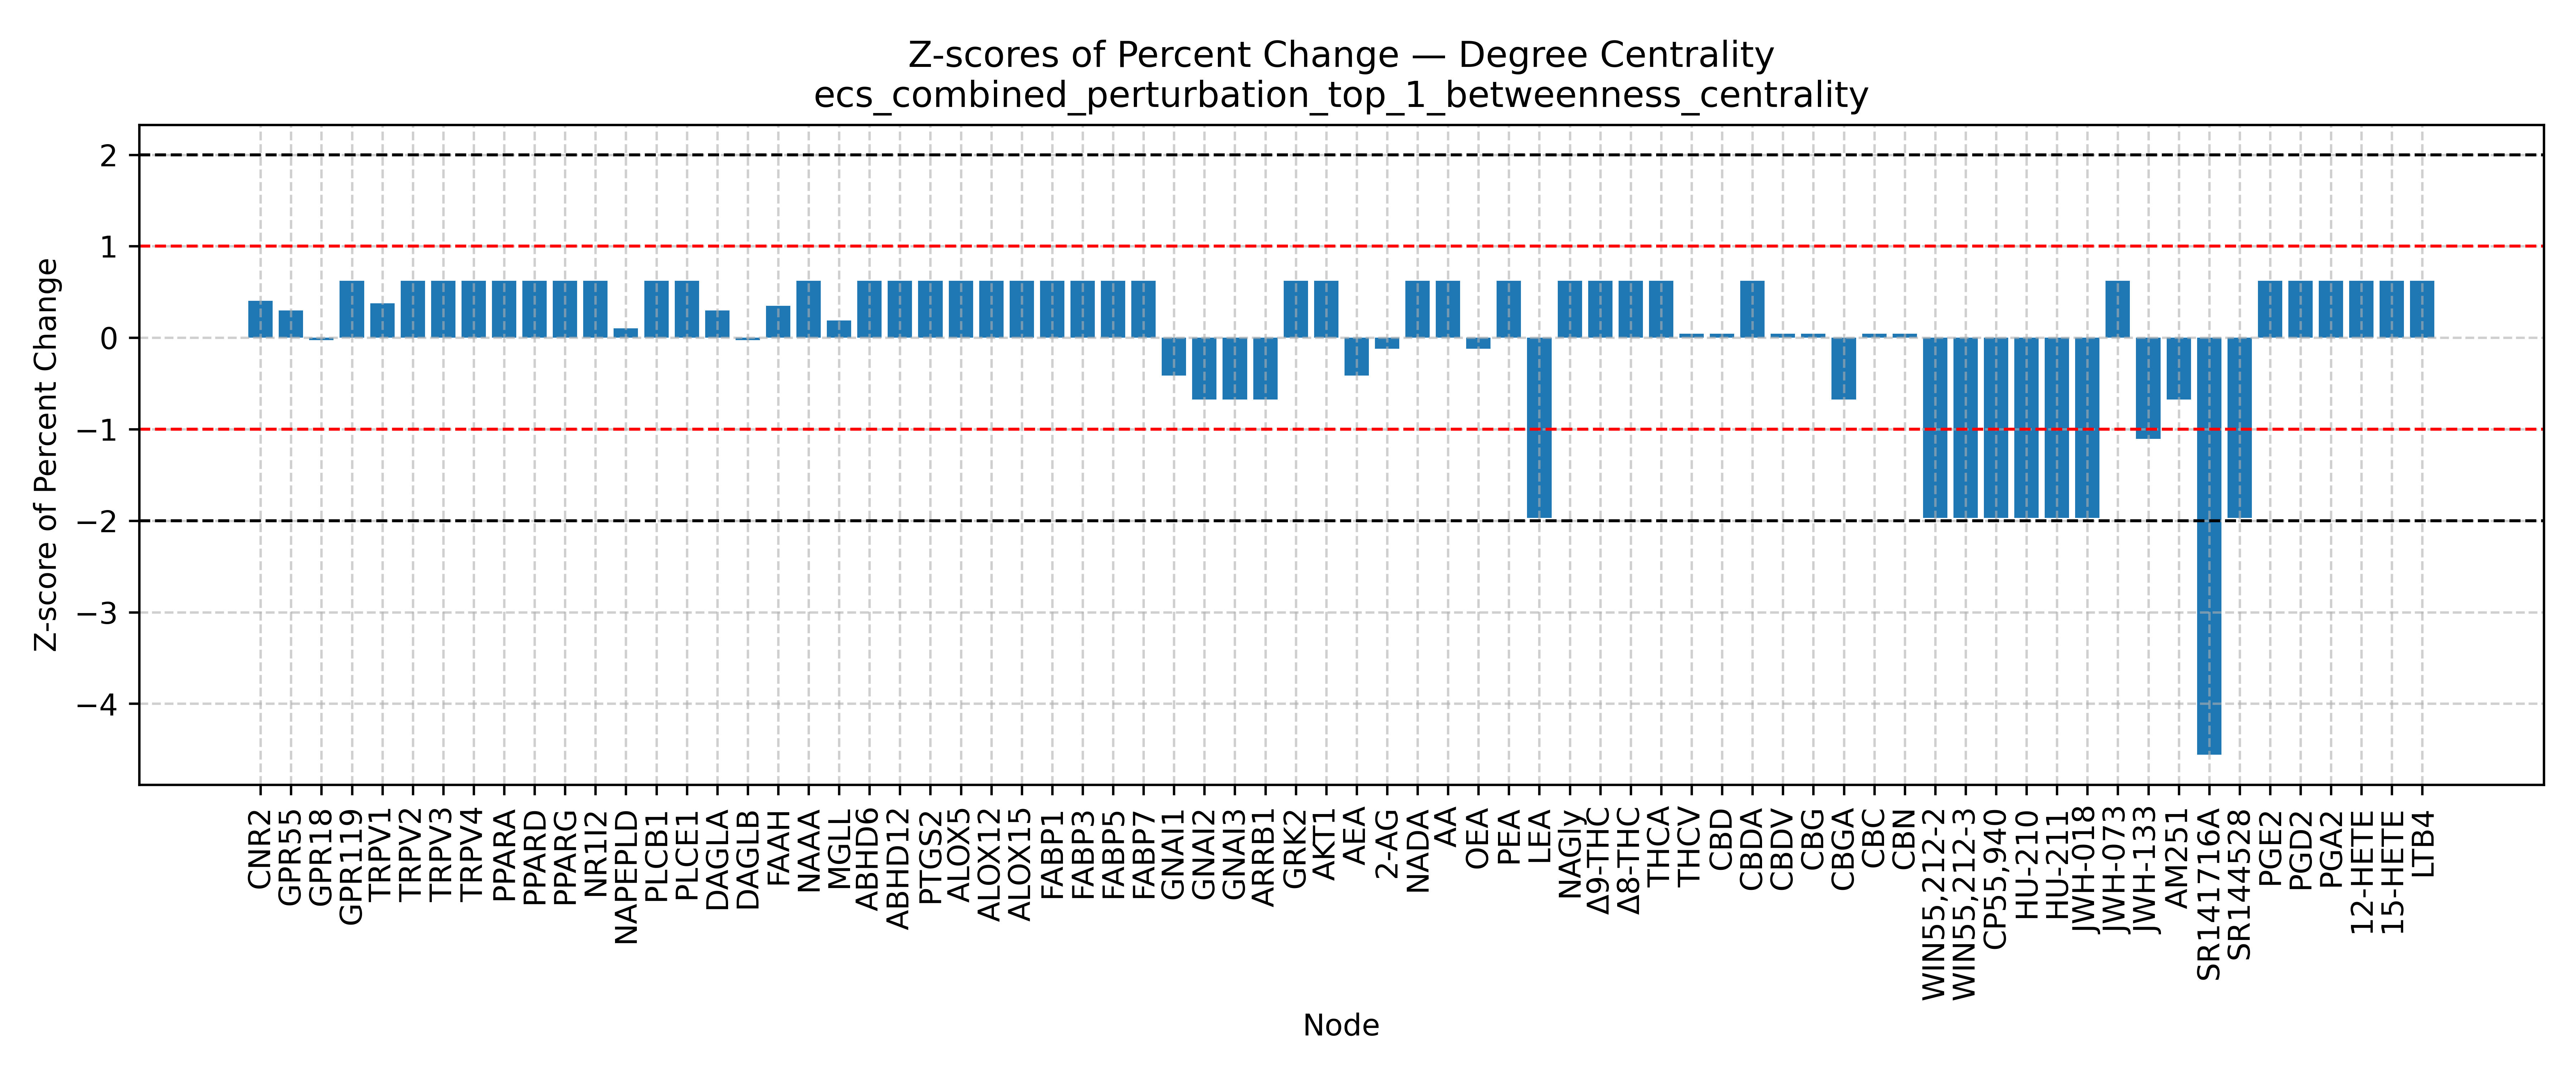 Z-scores of Percent Change — Degree Centrality
ecs_combined_perturbation_top_1_betweenness_centrality
Z-score of Percent Change
2
1
0
−1
−2
−3
−4
CNR2
GPR55
GPR18
GPR119
TRPV1
TRPV2
TRPV3
TRPV4
PPARA
PPARD
PPARG
NR1I2
NAPEPLD
PLCB1
PLCE1
DAGLA
DAGLB
FAAH
NAAA
MGLL
ABHD6
ABHD12
PTGS2
ALOX5
ALOX12
ALOX15
FABP1
FABP3
FABP5
FABP7
GNAI1
GNAI2
GNAI3
ARRB1
GRK2
AKT1
AEA
2-AG
NADA
AA
OEA
PEA
LEA
NAGly
Δ9-THC
Δ8-THC
THCA
THCV
CBD
CBDA
CBDV
CBG
CBGA
CBC
CBN
WIN55,212-2
WIN55,212-3
CP55,940
HU-210
HU-211
JWH-018
JWH-073
JWH-133
AM251
SR141716A
SR144528
PGE2
PGD2
PGA2
12-HETE
15-HETE
LTB4
Node